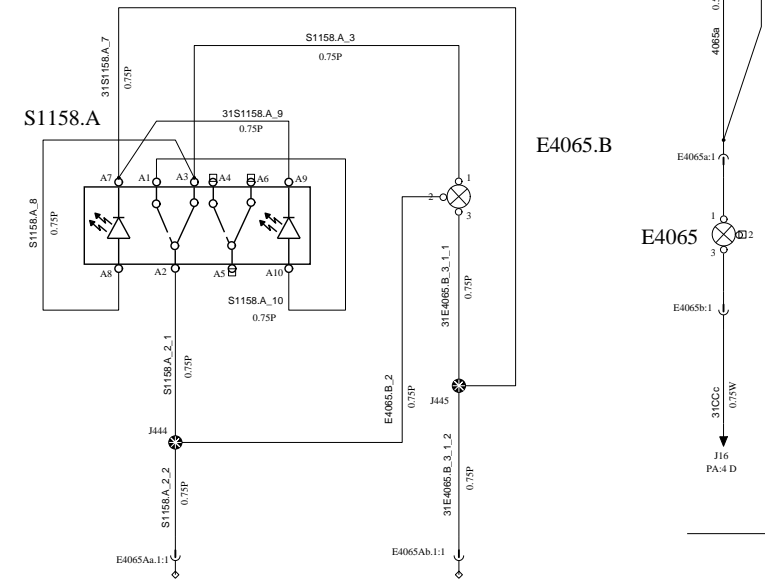 S1158.A_3
0.75P
31S1158.A_7
0.75P
4065a
S1158.A
31S1158.A_9
0.75P
E4065.B
E4065a:1
A7
A1
A3
A4
A6
A9
1
2
3
S1158.A_8
0.75P
E4065
1
2
3
A8
A2
A5
A10
S1158.A_10
0.75P
31E4065.B_3_1_1
0.75P
E4065b:1
S1158.A_2_1
0.75P
E4065.B_2
0.75P
J445
31CCc
0.75W
J444
J16
PA:4 D
S1158.A_2_2
0.75P
31E4065.B_3_1_2
0.75P
E4065Aa.1:1
E4065Ab.1:1